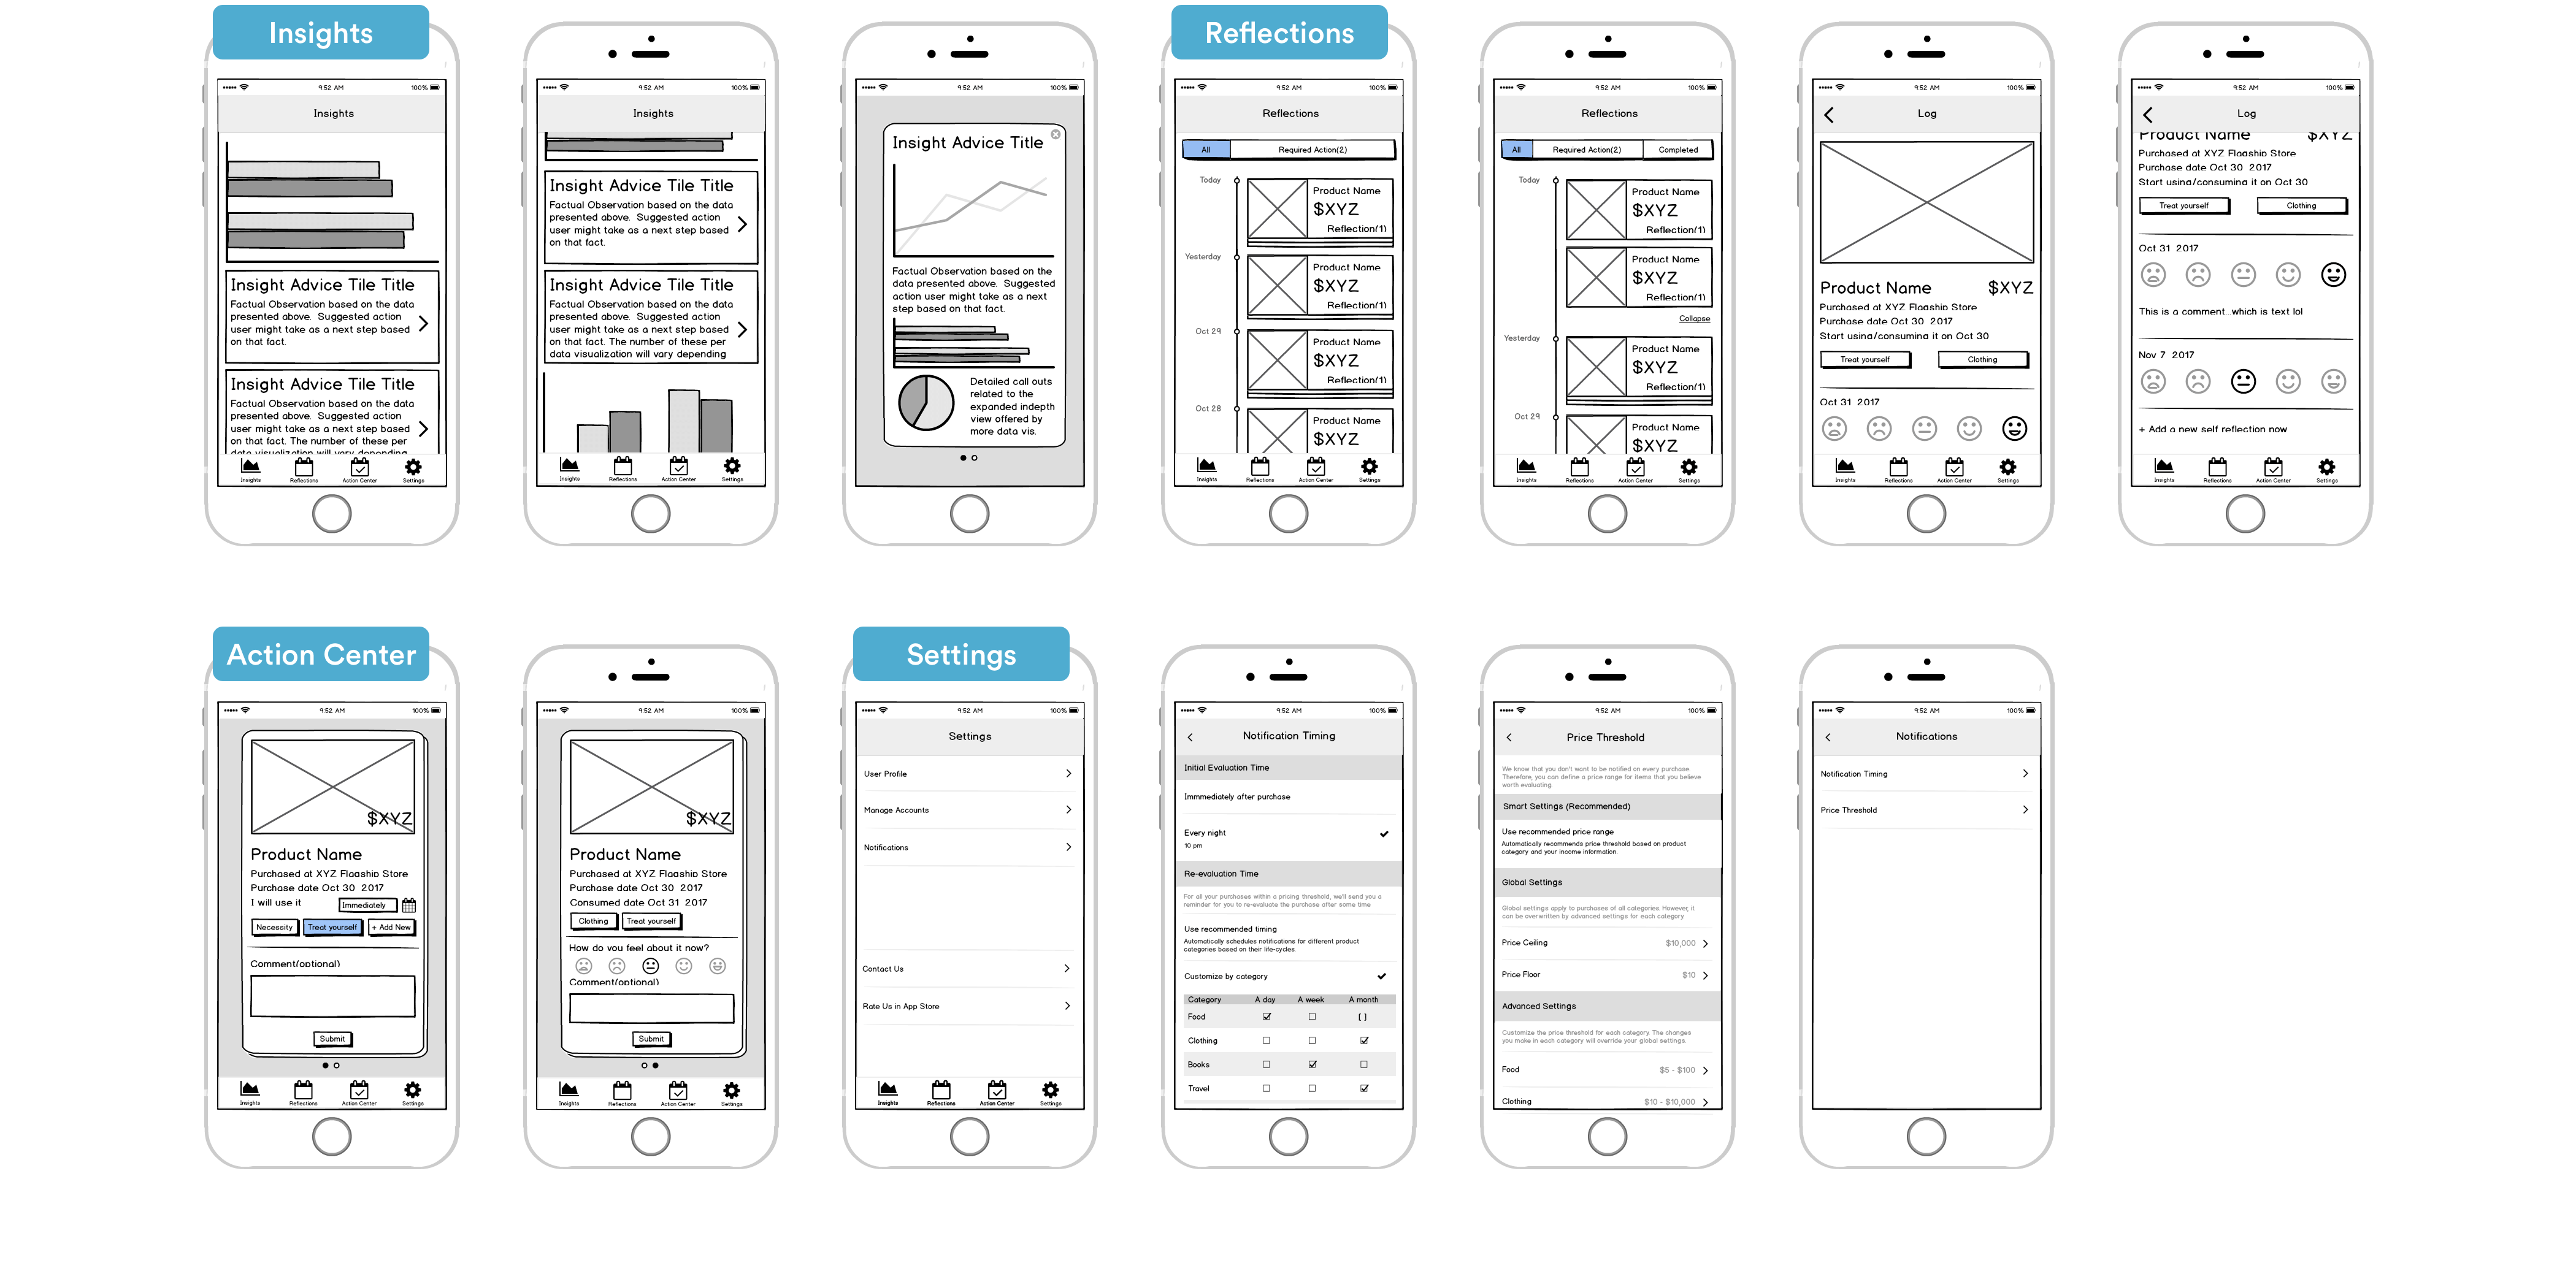 Insights
9:52 AM
100%
Insights
Insight Advice Tile Title
Factual Observation based on the data
presented above. Suggested action
user might take as a next step based
on that fact.
Insight Advice Tile Title
Factual Observation based on the data
presented above. Suggested action
user might take as a next step based
on that fact. The number of these per
data visualization will vary depending
Insights
Reflections
Action Center
Settings
9:52 AM
100%
Insights
Insight Advice Tile Title
Factual Observation based on the data
presented above. Suggested action
user might take as a next step based
on that fact.
Insight Advice Tile Title
Factual Observation based on the data
presented above. Suggested action
user might take as a next step based
on that fact. The number of these per
data visualization will vary depending
Insights
Reflections
Action Center
Settings
9:52 AM
100%
Insight Advice Title
Factual Observation based on the
data presented above. Suggested
action user might take as a next
step based on that fact.
Detailed call outs
related to the
expanded indepth
view offered by
more data vis.
Reflections
9:52 AM
100%
Reflections
All
Required Action(2)
Today
Product Name
$XYZ
Reflection(1)
Yesterday
Product Name
$XYZ
Reflection(1)
Oct 29
Product Name
$XYZ
Reflection(1)
Oct 28
Product Name
$XYZ
Insights
Reflections
Action Center
Settings
9:52 AM
100%
Reflections
All
Required Action(2)
Completed
Today
Product Name
$XYZ
Reflection(1)
Product Name
$XYZ
Reflection(1)
Collapse
Yesterday
Product Name
$XYZ
Reflection(1)
Oct 29
Product Name
$XYZ
Insights
Reflections
Action Center
Settings
9:52 AM
100%
Log
Product Name $XYZ
Purchased at XYZ Flagship Store
Purchase date Oct 30 2017
Start using/consuming it on Oct 30
Treat yourself
Clothing
Oct 31 2017
Insights
Reflections
Action Center
Settings
9:52 AM
100%
Log
Product Name $XYZ
Purchased at XYZ Flagship Store
Purchase date Oct 30 2017
Start using/consuming it on Oct 30
Treat yourself
Clothing
Oct 31 2017
This is a comment...which is text lol
Nov 7 2017
+ Add a new self reflection now
Insights
Reflections
Action Center
Settings
Action Center
9:52 AM
100%
$XYZ
Product Name
Purchased at XYZ Flagship Store
Purchase date Oct 30 2017
I will use it
Immediately
Necessity
Treat yourself
+ Add New
Comment(optional)
Submit
Insights
Reflections
Action Center
Settings
9:52 AM
100%
$XYZ
Product Name
Purchased at XYZ Flagship Store
Purchase date Oct 30 2017
Consumed date Oct 31 2017
Clothing
Treat yourself
How do you feel about it now?
Comment(optional)
Submit
Insights
Reflections
Action Center
Settings
Settings
9:52 AM
100%
Settings
User Profile
Manage Accounts
Notifications
Contact Us
Rate Us in App Store
Insights
Reflections
Action Center
Settings
9:52 AM
100%
Notification Timing
Initial Evaluation Time
Immmediately after purchase
Every night
10 pm
Re-evaluation Time
For all your purchases within a pricing threshold, we'll send you a
reminder for you to re-evaluate the purchase after some time
Use recommended timing
Automatically schedules notifications for different product
categories based on their life-cycles.
Customize by category
Category A day A week A month
Food [ ]
Clothing
Books
Travel
9:52 AM
100%
Price Threshold
We know that you don't want to be notified on every purchase.
Therefore, you can define a price range for items that you believe
worth evaluating
Smart Settings (Recommended)
Use recommended price range
Automatically recommends price threshold based on product
category and your income information.
Global Settings
Global settings apply to purchases of all categories. However, it
can be overwritten by advanced settings for each category
Price Ceiling $10,000
Price Floor $10
Advanced Settings
Customize the price threshold for each category. The changes
you make in each category will override your global settings.
Food $5 - $100
Clothing $10 - $10,000
9:52 AM
100%
Notifications
Notification Timing
Price Threshold